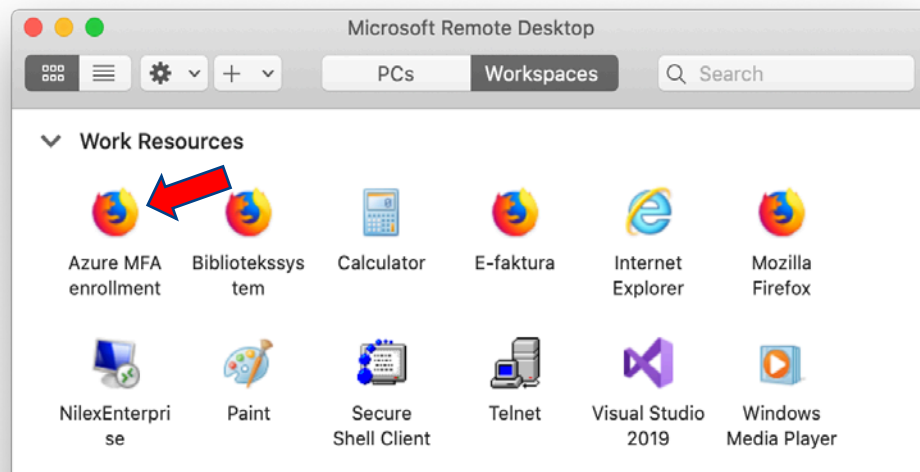 Microsoft Remote Desktop
PCs
Workspaces
Search
Work Resources
Azure MFA
enrollment
Bibliotekssys
tem
Calculator
E-faktura
Internet
Explorer
Mozilla
Firefox
NilexEnterpri
se
Paint
Secure
Shell Client
Telnet
Visual Studio
2019
Windows
Media Player